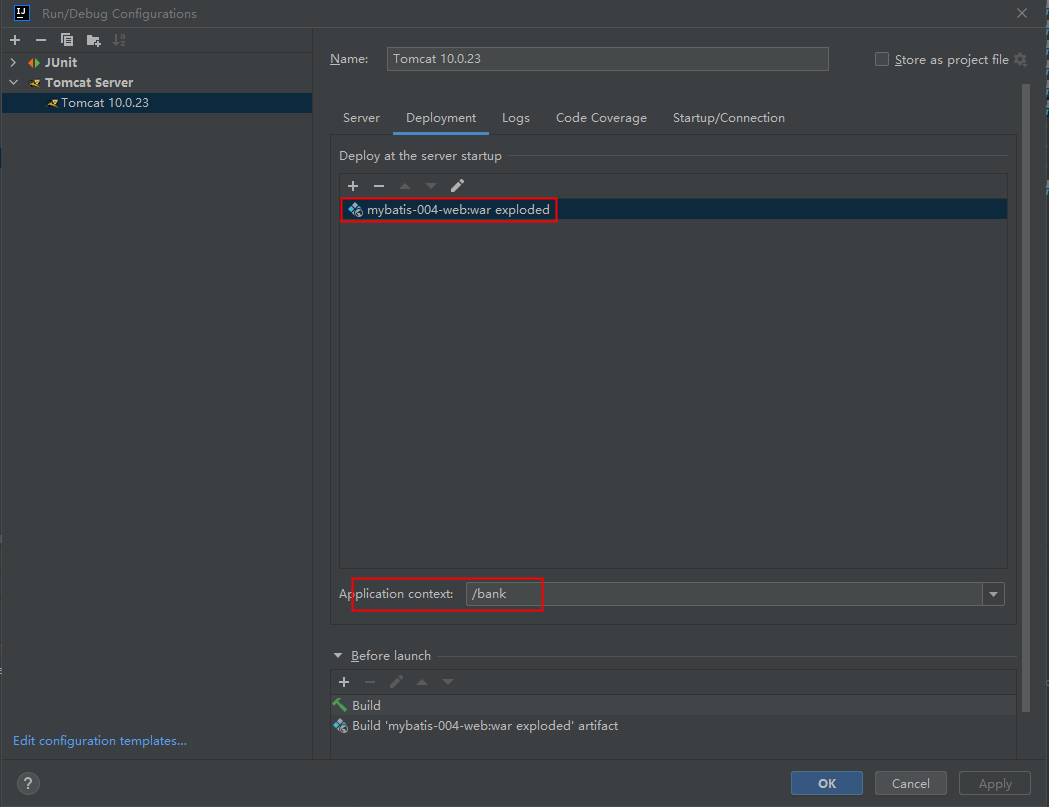 Run/Debug Configurations
JUnit
Tomcat Server
Tomcat 10.0.23
Edit configuration templates...
Name: Tomcat 10.0.23 Store as project file
Server Deployment Logs Code Coverage Startup/Connection
Deploy at the server startup
mybatis-004-web:war exploded
Application context: /bank
Before launch
Build
Build 'mybatis-004-web:war exploded' artifact
? OK Cancel Apply